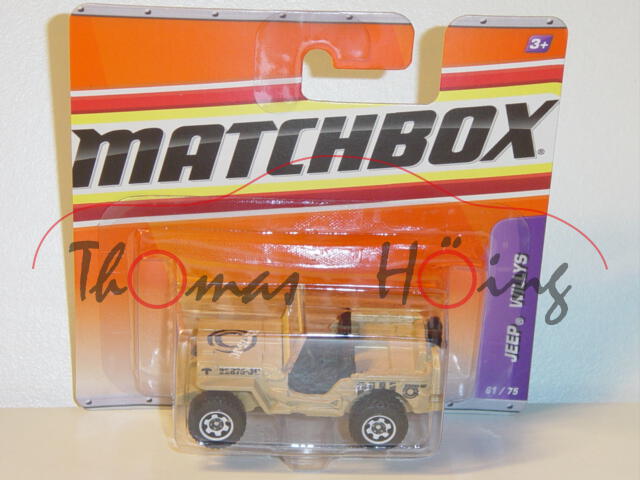 3+
MATCHBOX®
Thomas Höing
JEEP® WILLYS
61 / 75